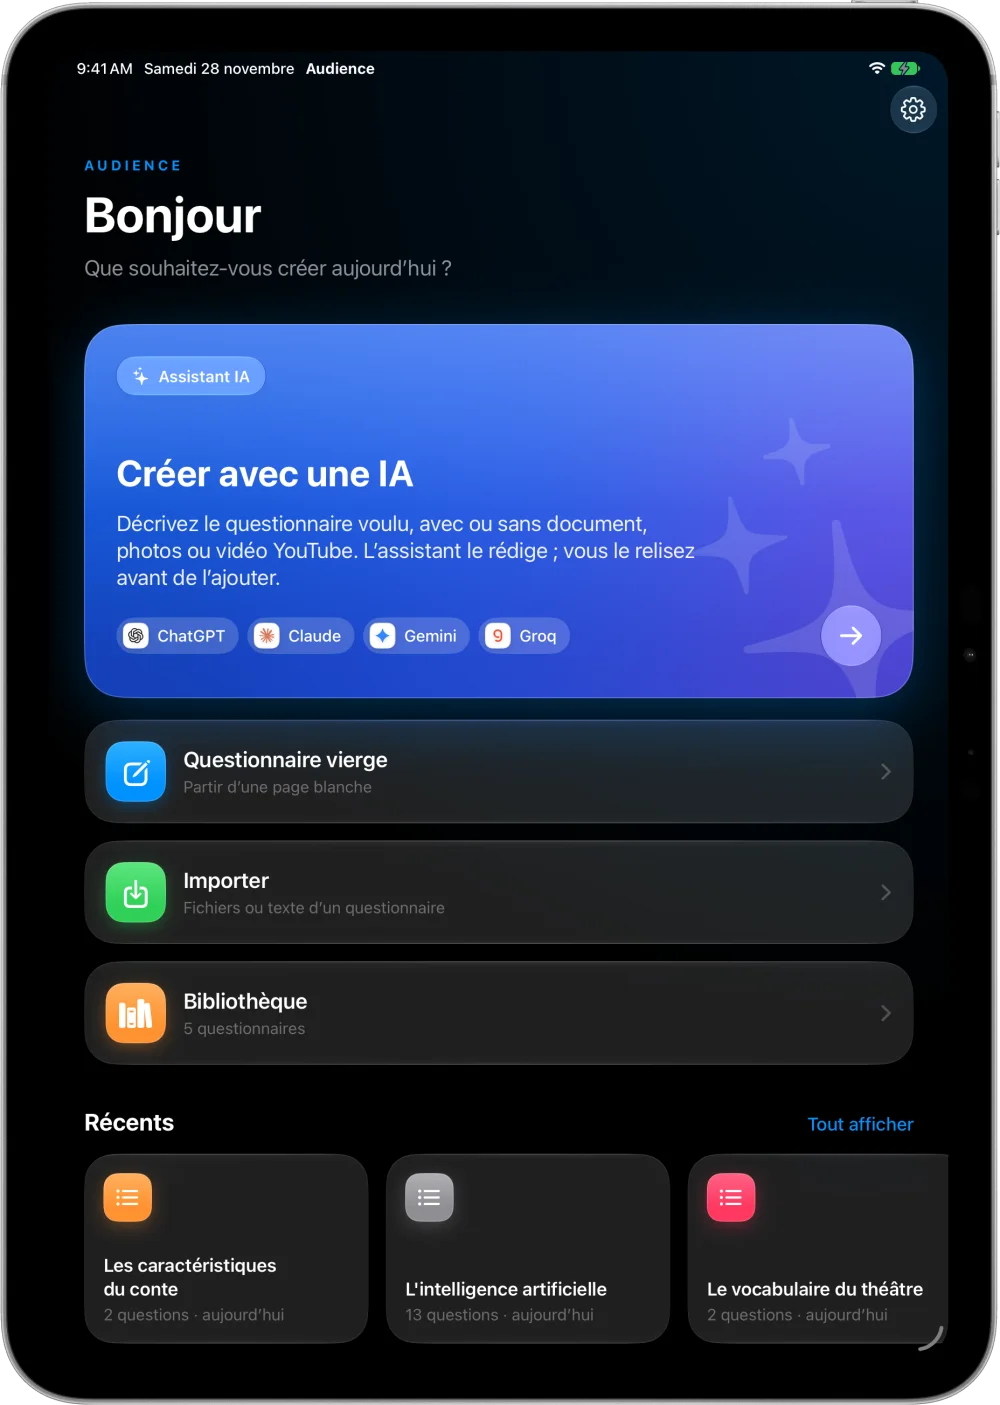 9:41 AM Samedi 28 novembre Audience
AUDIENCE
Bonjour
Que souhaitez-vous créer aujourd’hui ?
Assistant IA
Créer avec une IA
Décrivez le questionnaire voulu, avec ou sans document,
photos ou vidéo YouTube. L’assistant le rédige ; vous le relisez
avant de l’ajouter.
ChatGPT Claude Gemini Groq
Questionnaire vierge
Partir d’une page blanche
Importer
Fichiers ou texte d’un questionnaire
Bibliothèque
5 questionnaires
Récents
Tout afficher
Les caractéristiques
du conte
2 questions · aujourd’hui
L'intelligence artificielle
13 questions · aujourd’hui
Le vocabulaire du théâtre
2 questions · aujourd’hui